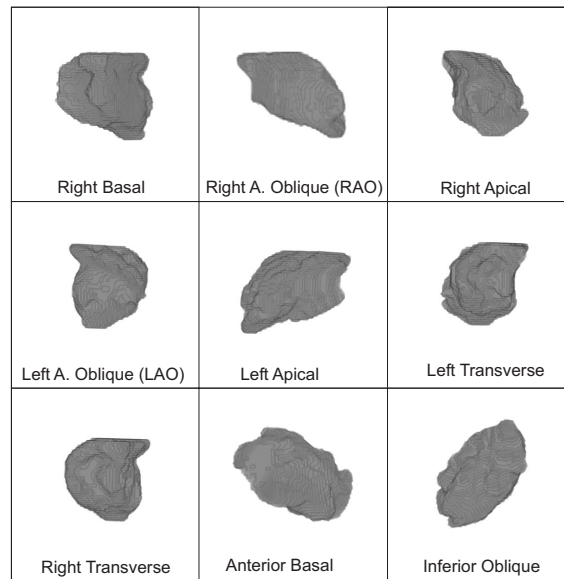 Right Basal
Right A. Oblique (RAO)
Right Apical
Left A. Oblique (LAO)
Left Apical
Left Transverse
Right Transverse
Anterior Basal
Inferior Oblique